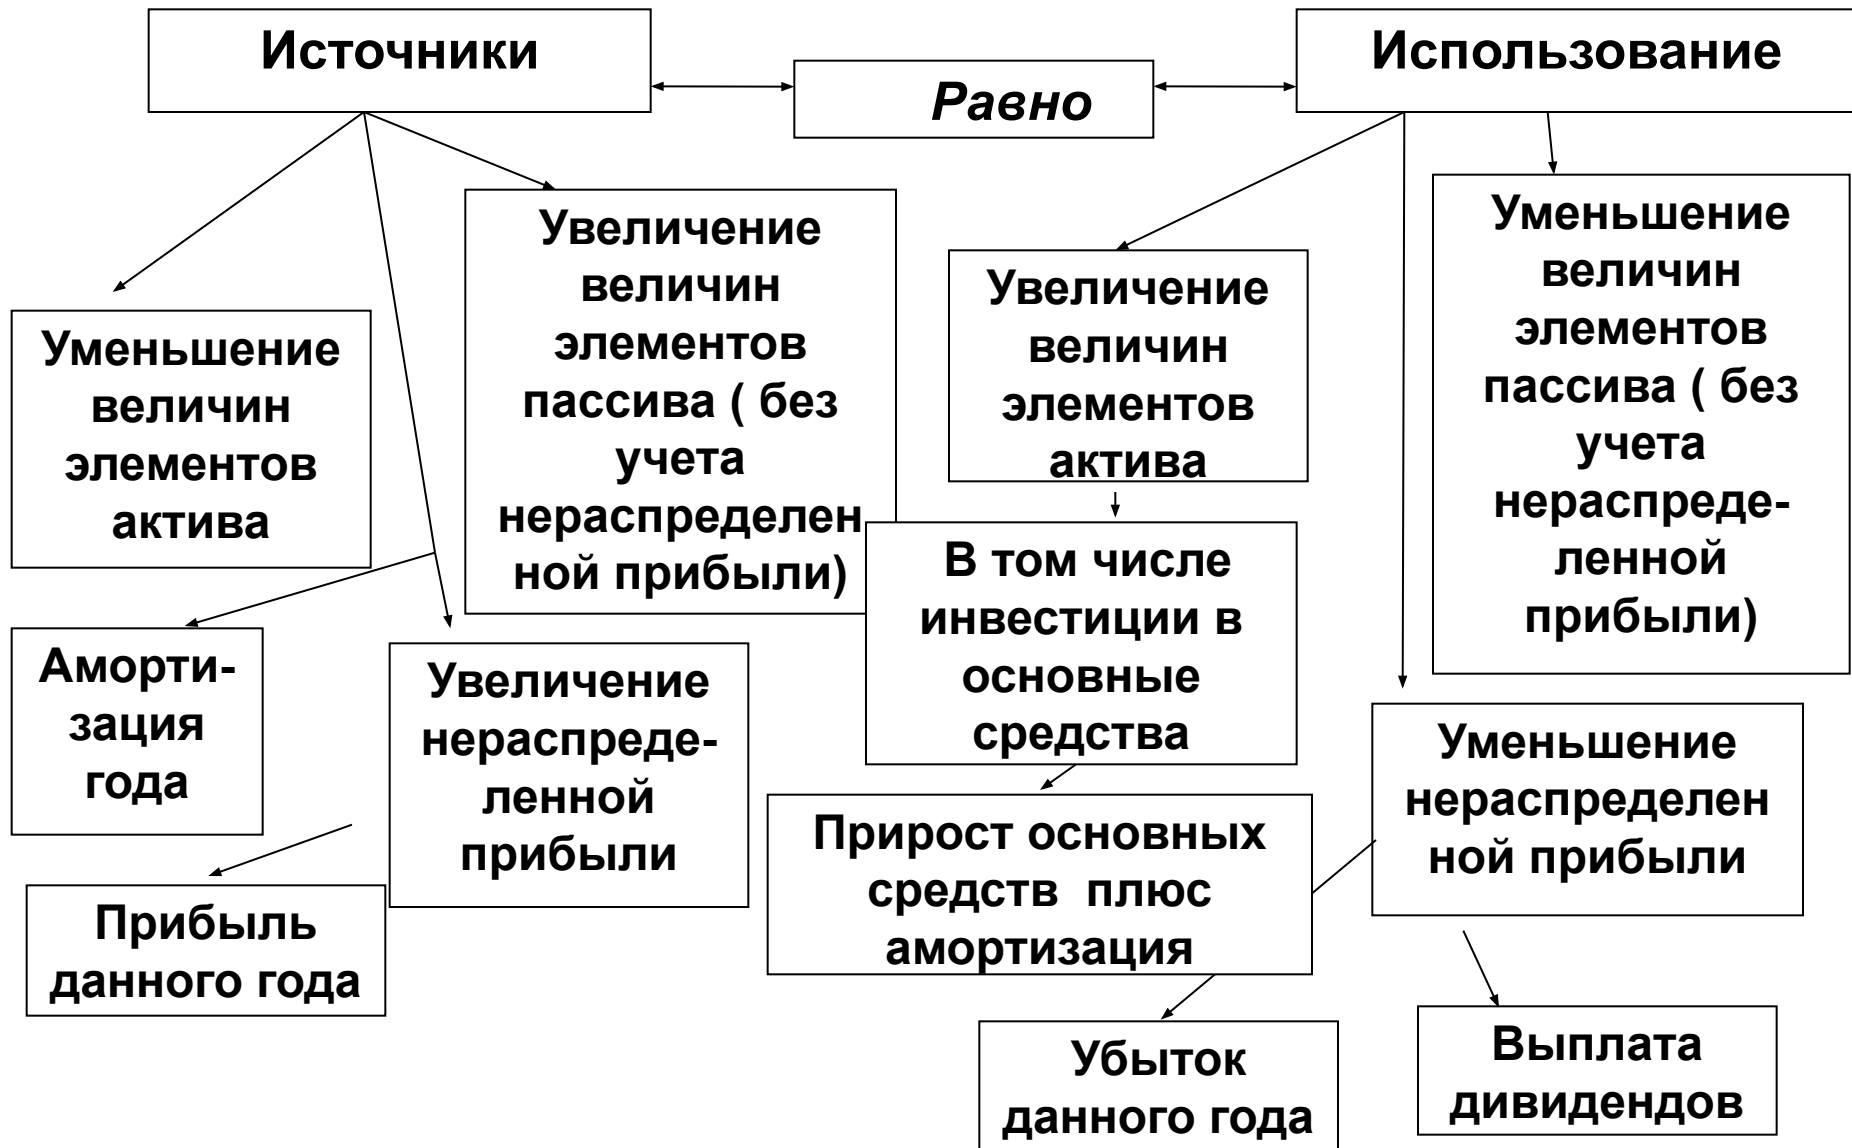 Источники
Равно
Использование
Увеличение
величин
элементов
пассива ( без
учета
нераспределен
ной прибыли)
Уменьшение
величин
элементов
актива
Аморти-
зация
года
Увеличение
нераспреде-
ленной
прибыли
Прибыль
данного года
Увеличение
величин
элементов
актива
В том числе
инвестиции в
основные
средства
Прирост основных
средств плюс
амортизация
Уменьшение
величин
элементов
пассива ( без
учета
нераспреде-
ленной
прибыли)
Уменьшение
нераспределен
ной прибыли
Убыток
данного года
Выплата
дивидендов